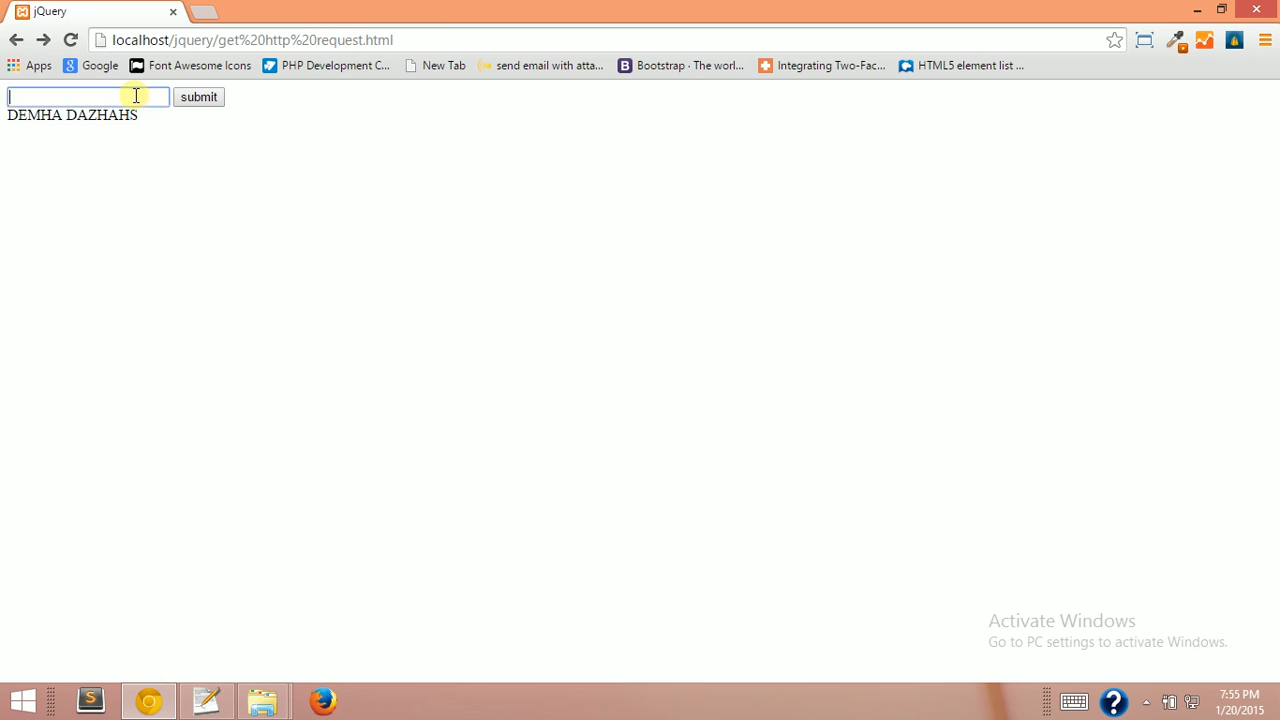 jQuery
localhost/jquery/get%20http%20request.html
Apps Google Font Awesome Icons PHP Development C... New Tab send email with atta... Bootstrap · The worl... Integrating Two-Fac... HTML5 element list ...
submit
DEMHA DAZHAHS
Activate Windows
Go to PC settings to activate Windows.
7:55 PM
1/20/2015